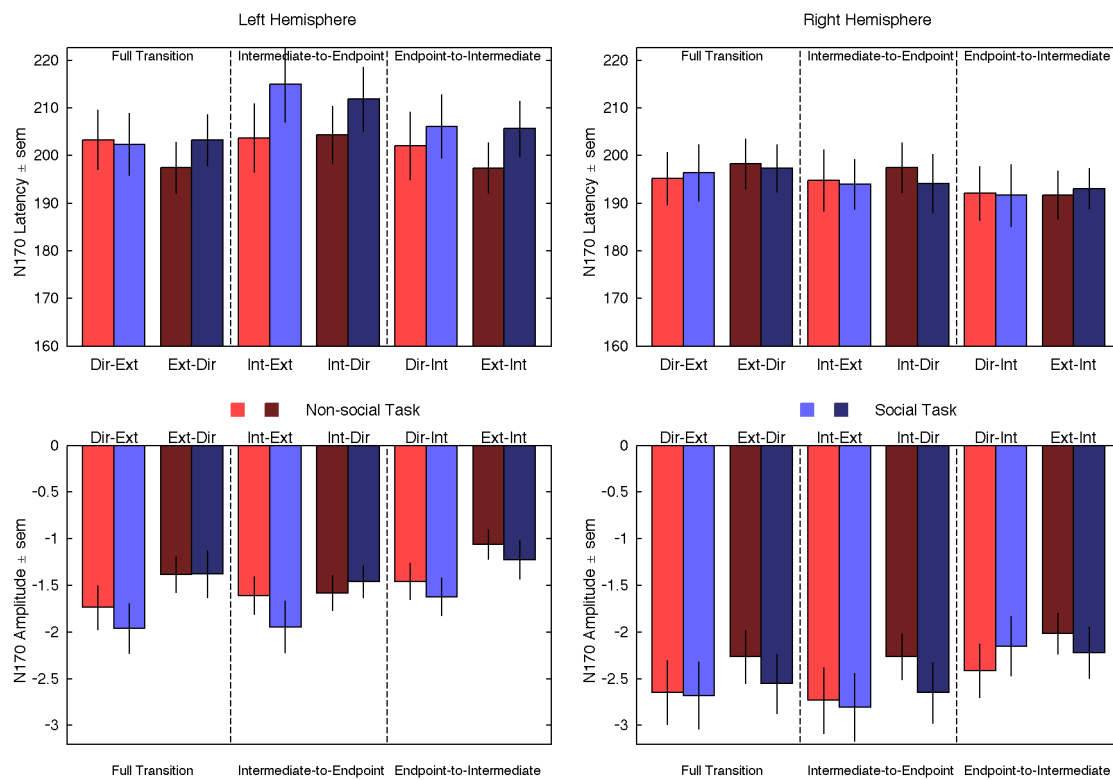 Left Hemisphere
Right Hemisphere
Full Transition
Intermediate-to-Endpoint
Endpoint-to-Intermediate
Full Transition
Intermediate-to-Endpoint
Endpoint-to-Intermediate
N170 Latency ± sem
220
210
200
190
180
170
160
N170 Latency ± sem
220
210
200
190
180
170
160
Dir-Ext
Ext-Dir
Int-Ext
Int-Dir
Dir-Int
Ext-Int
Dir-Ext
Ext-Dir
Int-Ext
Int-Dir
Dir-Int
Ext-Int
Non-social Task
Social Task
Dir-Ext
Ext-Dir
Int-Ext
Int-Dir
Dir-Int
Ext-Int
Dir-Ext
Ext-Dir
Int-Ext
Int-Dir
Dir-Int
Ext-Int
N170 Amplitude ± sem
0
-0.5
-1
-1.5
-2
-2.5
-3
N170 Amplitude ± sem
0
-0.5
-1
-1.5
-2
-2.5
-3
Full Transition
Intermediate-to-Endpoint
Endpoint-to-Intermediate
Full Transition
Intermediate-to-Endpoint
Endpoint-to-Intermediate